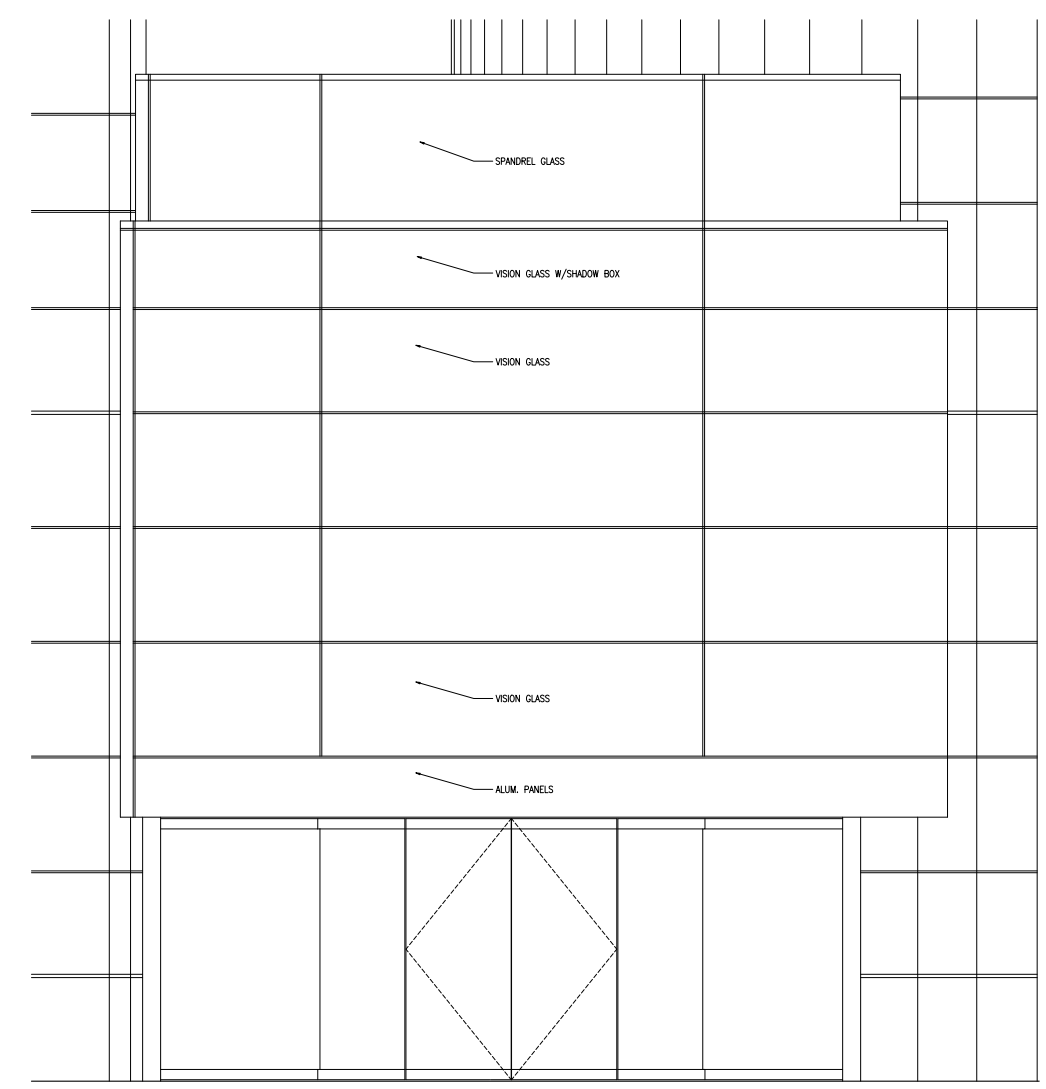 SPANDREL GLASS
VISION GLASS W/SHADOW BOX
VISION GLASS
VISION GLASS
ALUM. PANELS